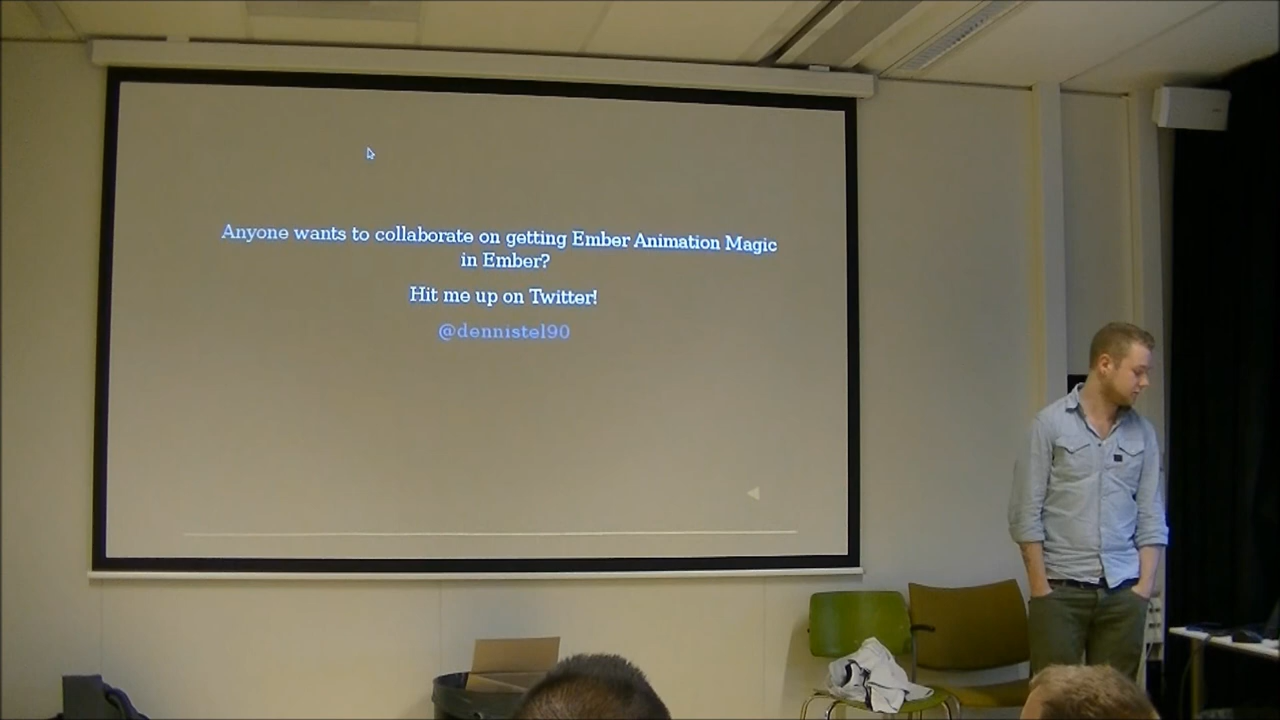 Anyone wants to collaborate on getting Ember Animation Magic
in Ember?
Hit me up on Twitter!
@dennistel90